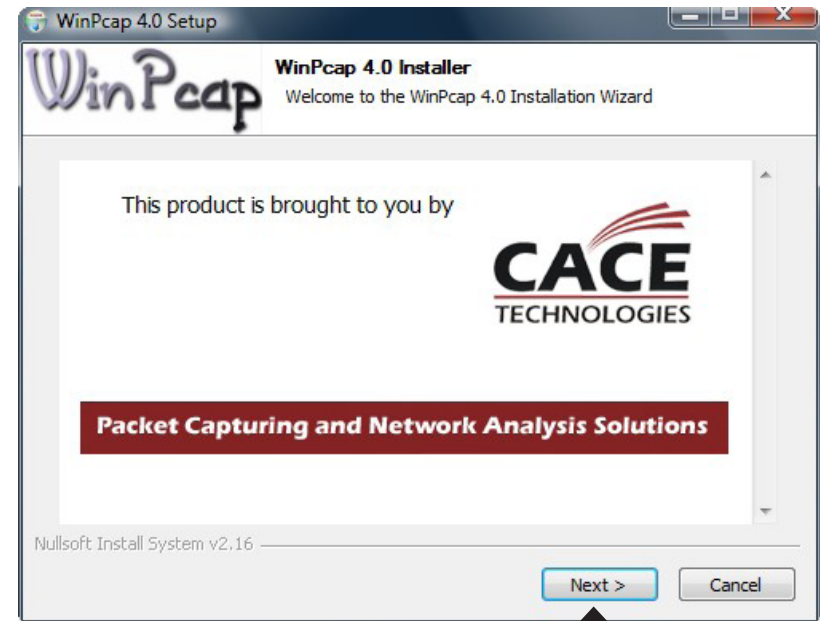 WinPcap 4.0 Setup
WinPcap
WinPcap 4.0 Installer
Welcome to the WinPcap 4.0 Installation Wizard
This product is brought to you by
CACE
TECHNOLOGIES
Packet Capturing and Network Analysis Solutions
Nullsoft Install System v2.16
Next >
Cancel